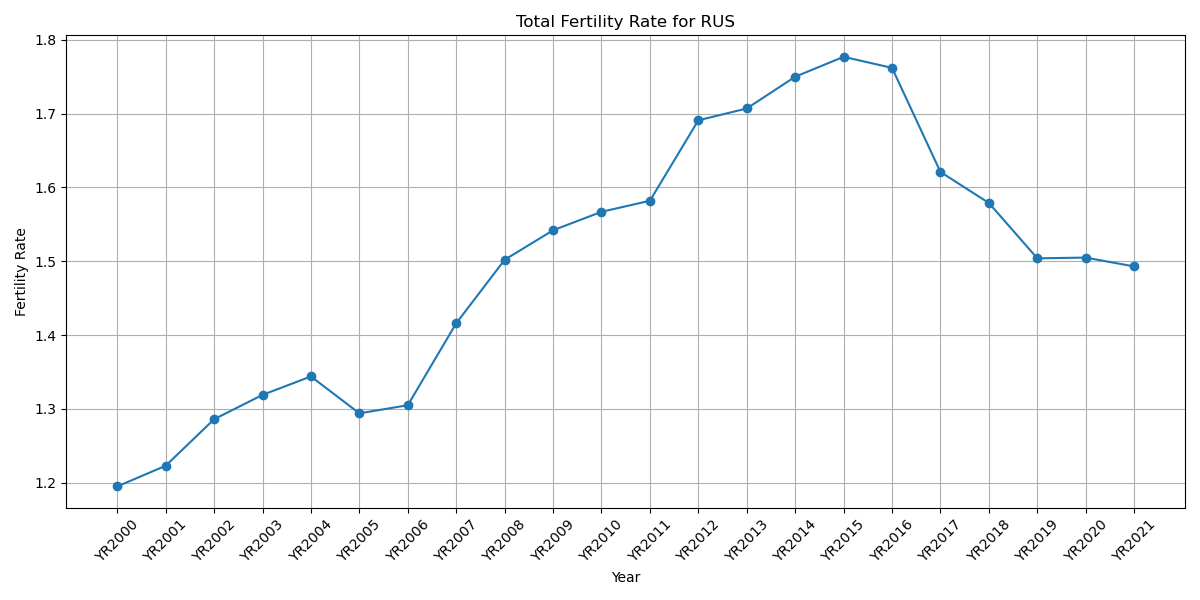 Total Fertility Rate for RUS
1.8
1.7
1.6
1.5
1.4
1.3
1.2
Fertility Rate
YR2000
YR2001
YR2002
YR2003
YR2004
YR2005
YR2006
YR2007
YR2008
YR2009
YR2010
YR2011
YR2012
YR2013
YR2014
YR2015
YR2016
YR2017
YR2018
YR2019
YR2020
YR2021
Year